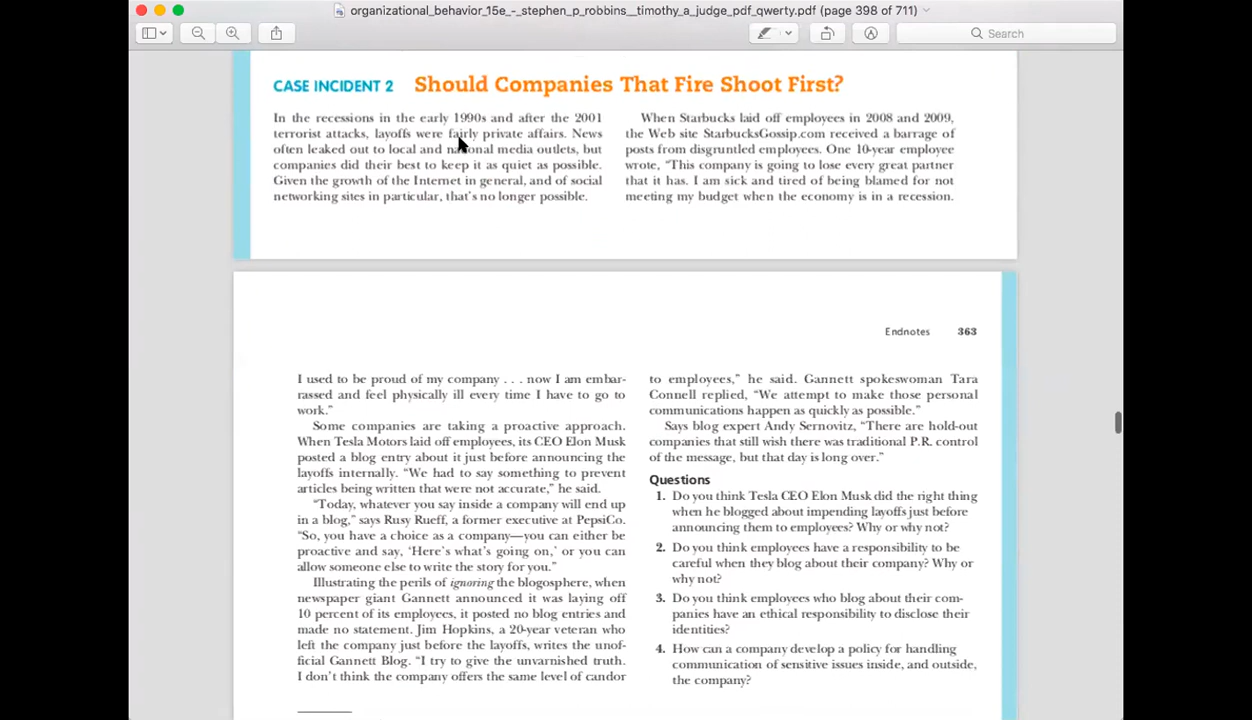 organizational_behavior_15e_-_stephen_p_robbins__timothy_a_judge_pdf_qwerty.pdf (page 398 of 711)
Search
CASE INCIDENT 2 Should Companies That Fire Shoot First?
In the recessions in the early 1990s and after the 2001
terrorist attacks, layoffs were fairly private affairs. News
often leaked out to local and national media outlets, but
companies did their best to keep it as quiet as possible.
Given the growth of the Internet in general, and of social
networking sites in particular, that's no longer possible.
When Starbucks laid off employees in 2008 and 2009,
the Web site StarbucksGossip.com received a barrage of
posts from disgruntled employees. One 10-year employee
wrote, "This company is going to lose every great partner
that it has. I am sick and tired of being blamed for not
meeting my budget when the economy is in a recession.
Endnotes 363
I used to be proud of my company . . . now I am embar-
rassed and feel physically ill every time I have to go to
work."
Some companies are taking a proactive approach.
When Tesla Motors laid off employees, its CEO Elon Musk
posted a blog entry about it just before announcing the
layoffs internally. "We had to say something to prevent
articles being written that were not accurate," he said.
"Today, whatever you say inside a company will end up
in a blog," says Rusy Rueff, a former executive at PepsiCo.
"So, you have a choice as a company—you can either be
proactive and say, 'Here's what's going on,' or you can
allow someone else to write the story for you."
Illustrating the perils of ignoring the blogosphere, when
newspaper giant Gannett announced it was laying off
10 percent of its employees, it posted no blog entries and
made no statement. Jim Hopkins, a 20-year veteran who
left the company just before the layoffs, writes the unof-
ficial Gannett Blog. "I try to give the unvarnished truth.
I don't think the company offers the same level of candor
to employees," he said. Gannett spokeswoman Tara
Connell replied, "We attempt to make those personal
communications happen as quickly as possible."
Says blog expert Andy Sernovitz, "There are hold-out
companies that still wish there was traditional P.R. control
of the message, but that day is long over."
Questions
1. Do you think Tesla CEO Elon Musk did the right thing
when he blogged about impending layoffs just before
announcing them to employees? Why or why not?
2. Do you think employees have a responsibility to be
careful when they blog about their company? Why or
why not?
3. Do you think employees who blog about their com-
panies have an ethical responsibility to disclose their
identities?
4. How can a company develop a policy for handling
communication of sensitive issues inside, and outside,
the company?